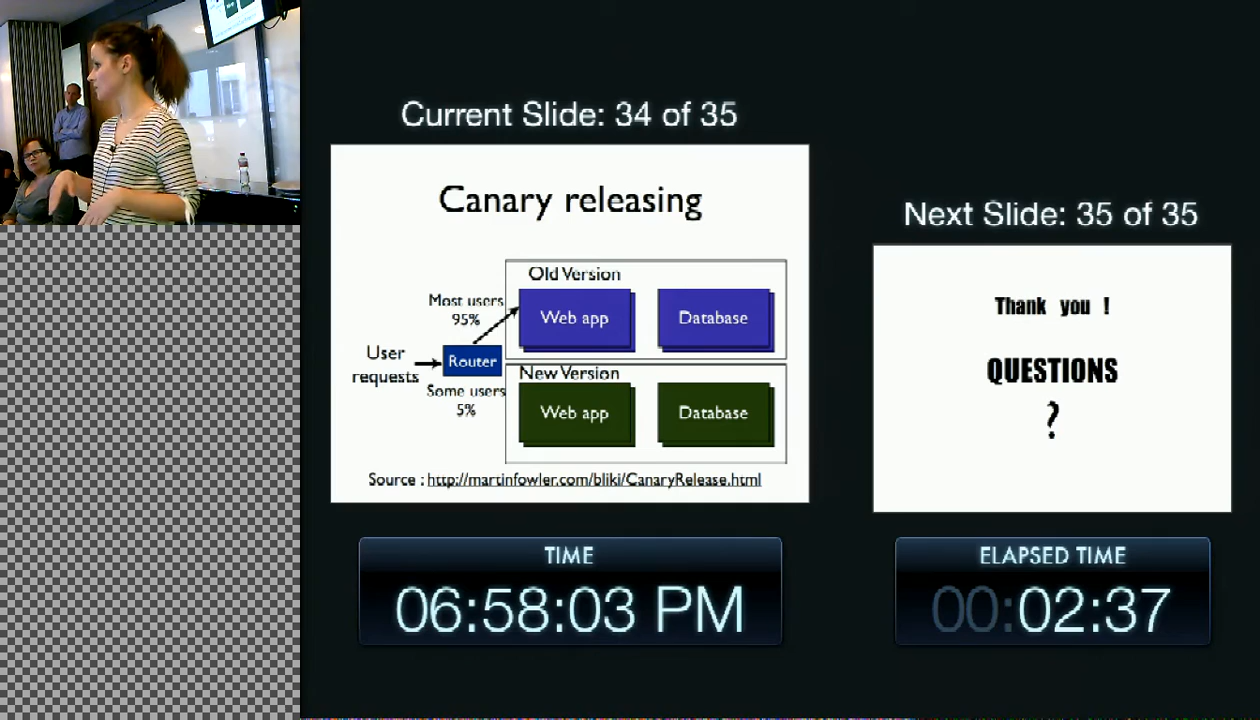 Current Slide: 34 of 35
Canary releasing
Old Version
Most users
95%
Web app
Database
User
requests
Router
New Version
Some users
5%
Web app
Database
Source : http://martinfowler.com/bliki/CanaryRelease.html
TIME
06:58:03 PM
Next Slide: 35 of 35
Thank you !
QUESTIONS
?
ELAPSED TIME
00:02:37